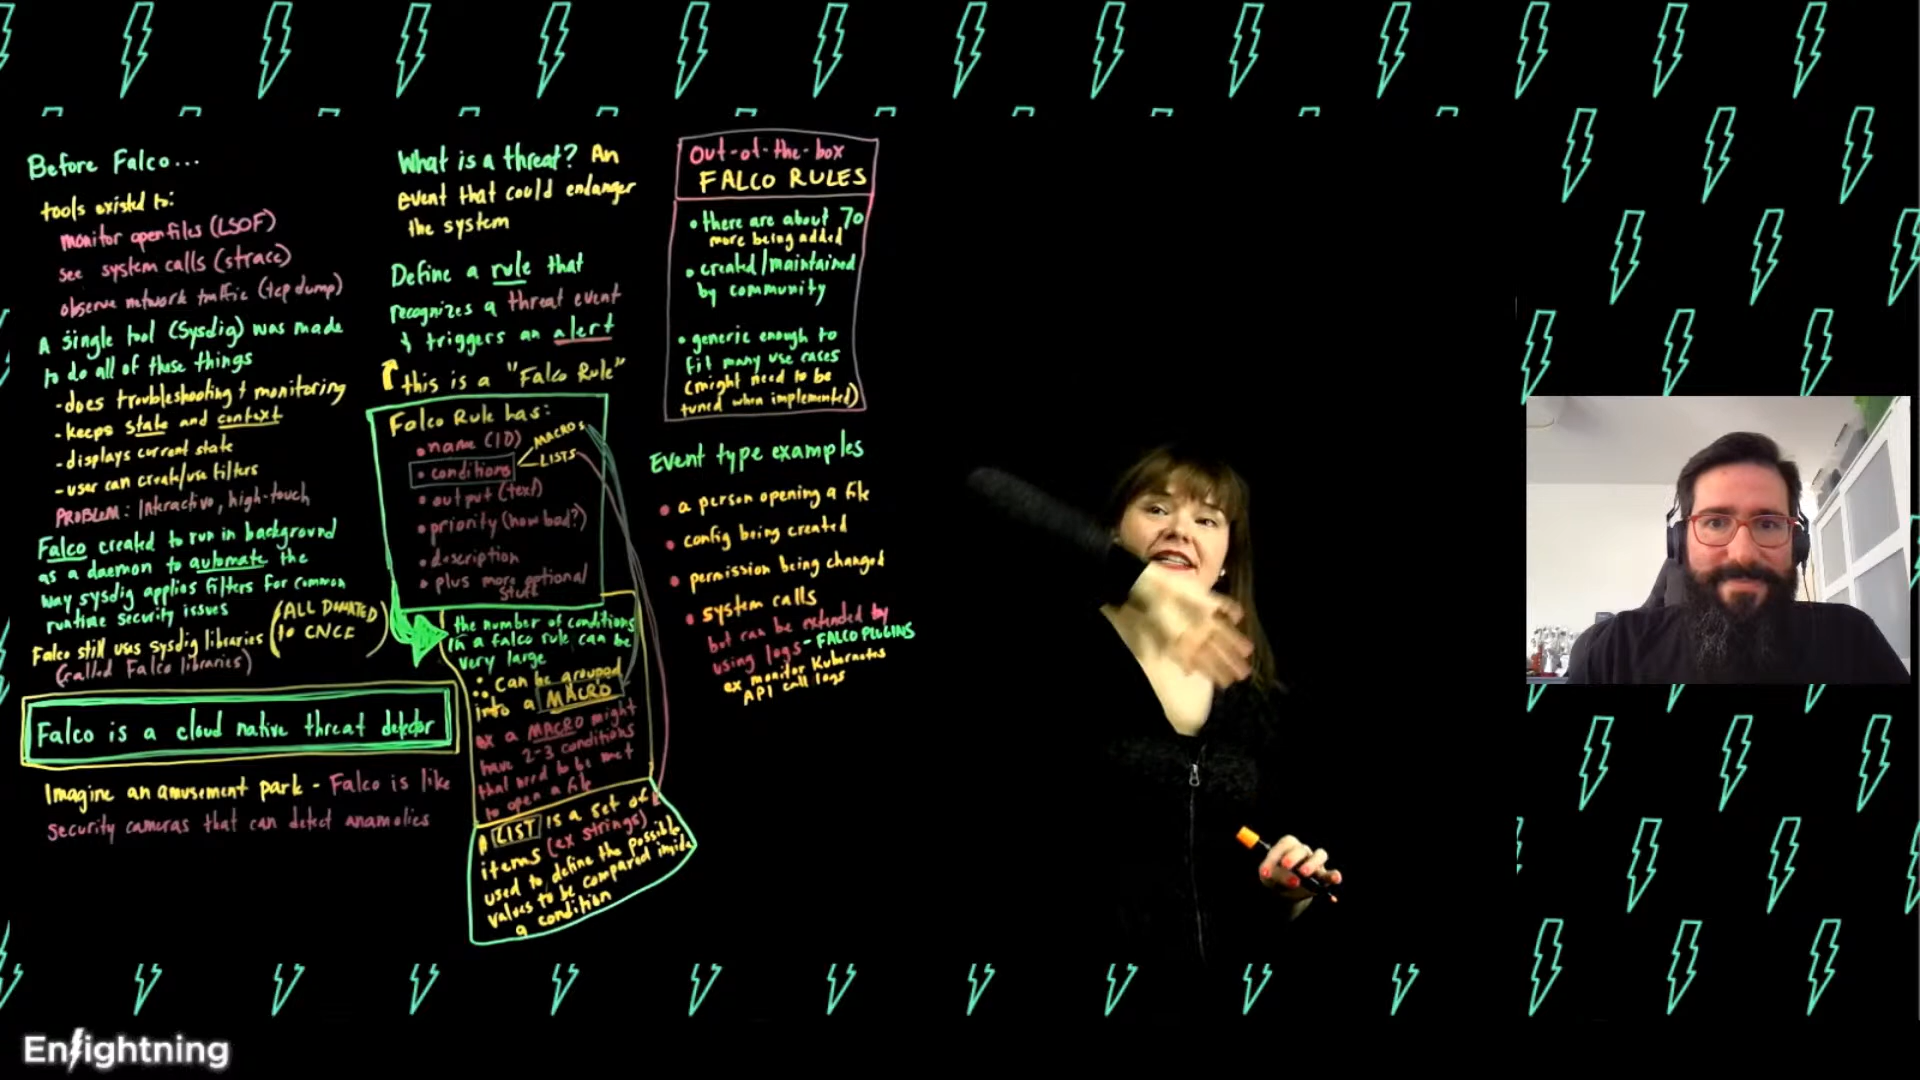 Before Falco...
tools existed to:
monitor open files (LSOF)
see system calls (strace)
observe network traffic (tcp dump)
A single tool (Sysdig) was made
to do all of these things
- does troubleshooting + monitoring
- keeps state and context
- displays current state
- user can create/use filters
PROBLEM: Interactive, high-touch
Falco created to run in background
as a daemon to automate the
way sysdig applies filters for common
runtime security issues
(ALL DONATED
to CNCF)
Falco still uses sysdig libraries
(called Falco libraries)
Falco is a cloud native threat detector
Imagine an amusement park - Falco is like
security cameras that can detect anamolies
What is a threat? An
event that could endanger
the system
Define a rule that
recognizes a threat event
+ triggers an alert
this is a "Falco Rule"
Falco Rule has:
• name (ID)
• conditions
MACROS
LISTS
• output (text)
• priority (how bad?)
• description
• plus more optional
stuff
the number of conditions
in a falco rule can be
very large
∴ can be grouped
into a MACRO
ex a MACRO might
have 2-3 conditions
that need to be met
to open a file
A LIST is a set of
items (ex strings)
used to define the possible
values to be compared inside
a condition
Out-of-the-box
FALCO RULES
• there are about 70
more being added
• created/maintained
by community
• generic enough to
fit many use cases
(might need to be
tuned when implemented)
Event type examples
• a person opening a file
• config being created
• permission being changed
• system calls
but can be extended by
using logs - FALCO PLUGINS
ex monitor Kubernetes
API call logs
Enlightning